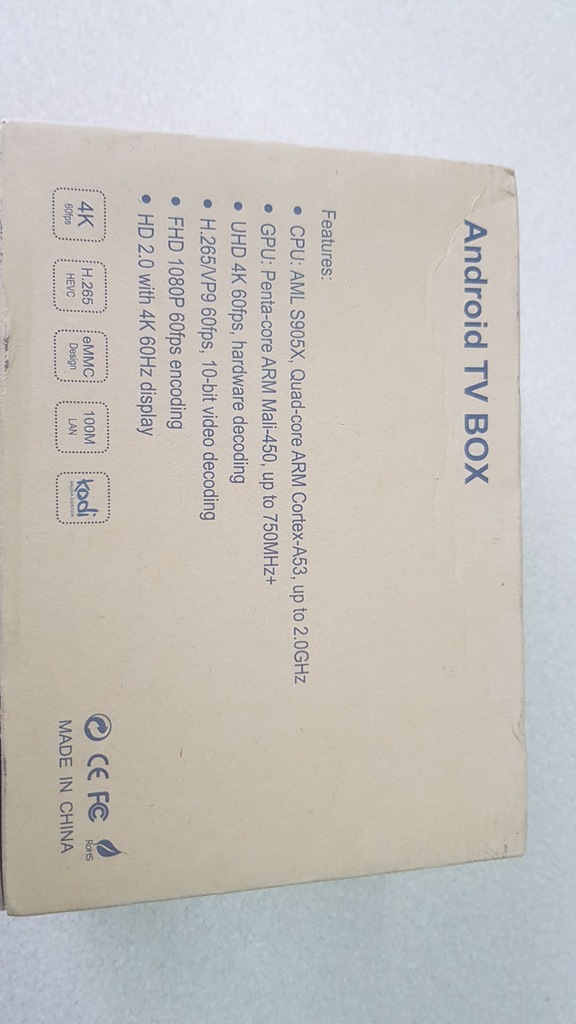 Android TV BOX
Features:
• CPU: AML S905X, Quad-core ARM Cortex-A53, up to 2.0GHz
• GPU: Penta-core ARM Mali-450, up to 750MHz+
• UHD 4K 60fps, hardware decoding
• H.265/VP9 60fps, 10-bit video decoding
• FHD 1080P 60fps encoding
• HD 2.0 with 4K 60Hz display
4K
60fps
H.265
HEVC
eMMC
Design
100M
LAN
kodi
CE FC RoHS
MADE IN CHINA